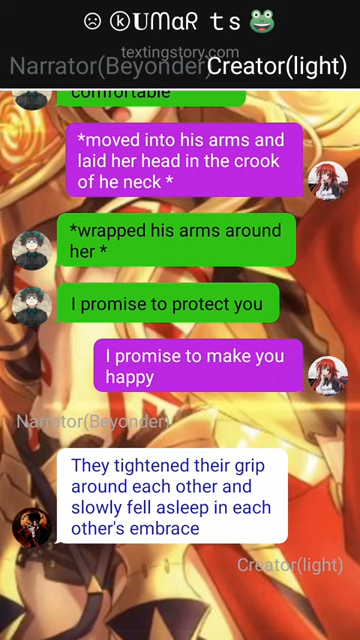 ☹ ⓚUMaR ts🐸
textingstory.com
Narrator(Beyonder) Creator(light)
comfortable
*moved into his arms and
laid her head in the crook
of he neck *
*wrapped his arms around
her *
I promise to protect you
I promise to make you
happy
Narrator(Beyonder)
They tightened their grip
around each other and
slowly fell asleep in each
other's embrace
Creator(light)